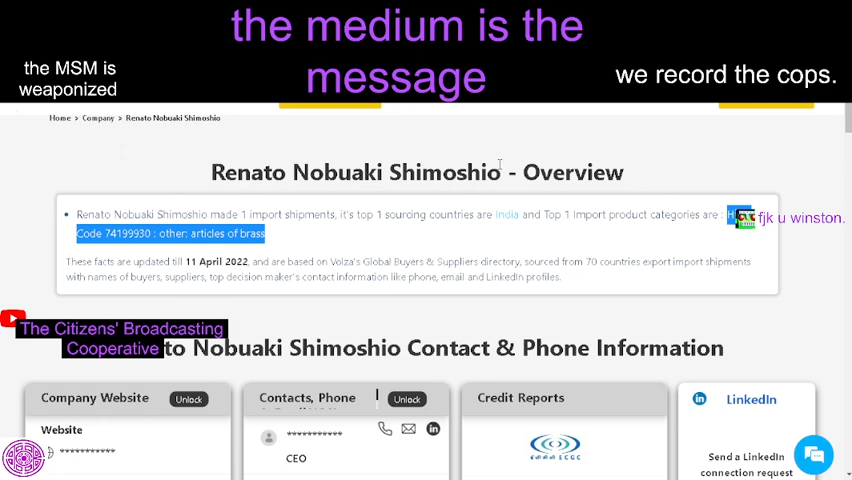 the medium is the
message
the MSM is
weaponized
we record the cops.
Home > Company > Renato Nobuaki Shimoshio
Renato Nobuaki Shimoshio - Overview
Renato Nobuaki Shimoshio made 1 import shipments, it's top 1 sourcing countries are India and Top 1 Import product categories are :
fjk u winston.
Code 74199930 : other: articles of brass
These facts are updated till 11 April 2022, and are based on Volza's Global Buyers & Suppliers directory, sourced from 70 countries export import shipments
with names of buyers, suppliers, top decision maker's contact information like phone, email and LinkedIn profiles.
The Citizens' Broadcasting
Cooperative
to Nobuaki Shimoshio Contact & Phone Information
Company Website Unlock
Contacts, Phone Unlock
Credit Reports
LinkedIn
Website
***********
***********
CEO
ECGC
Send a LinkedIn
connection request